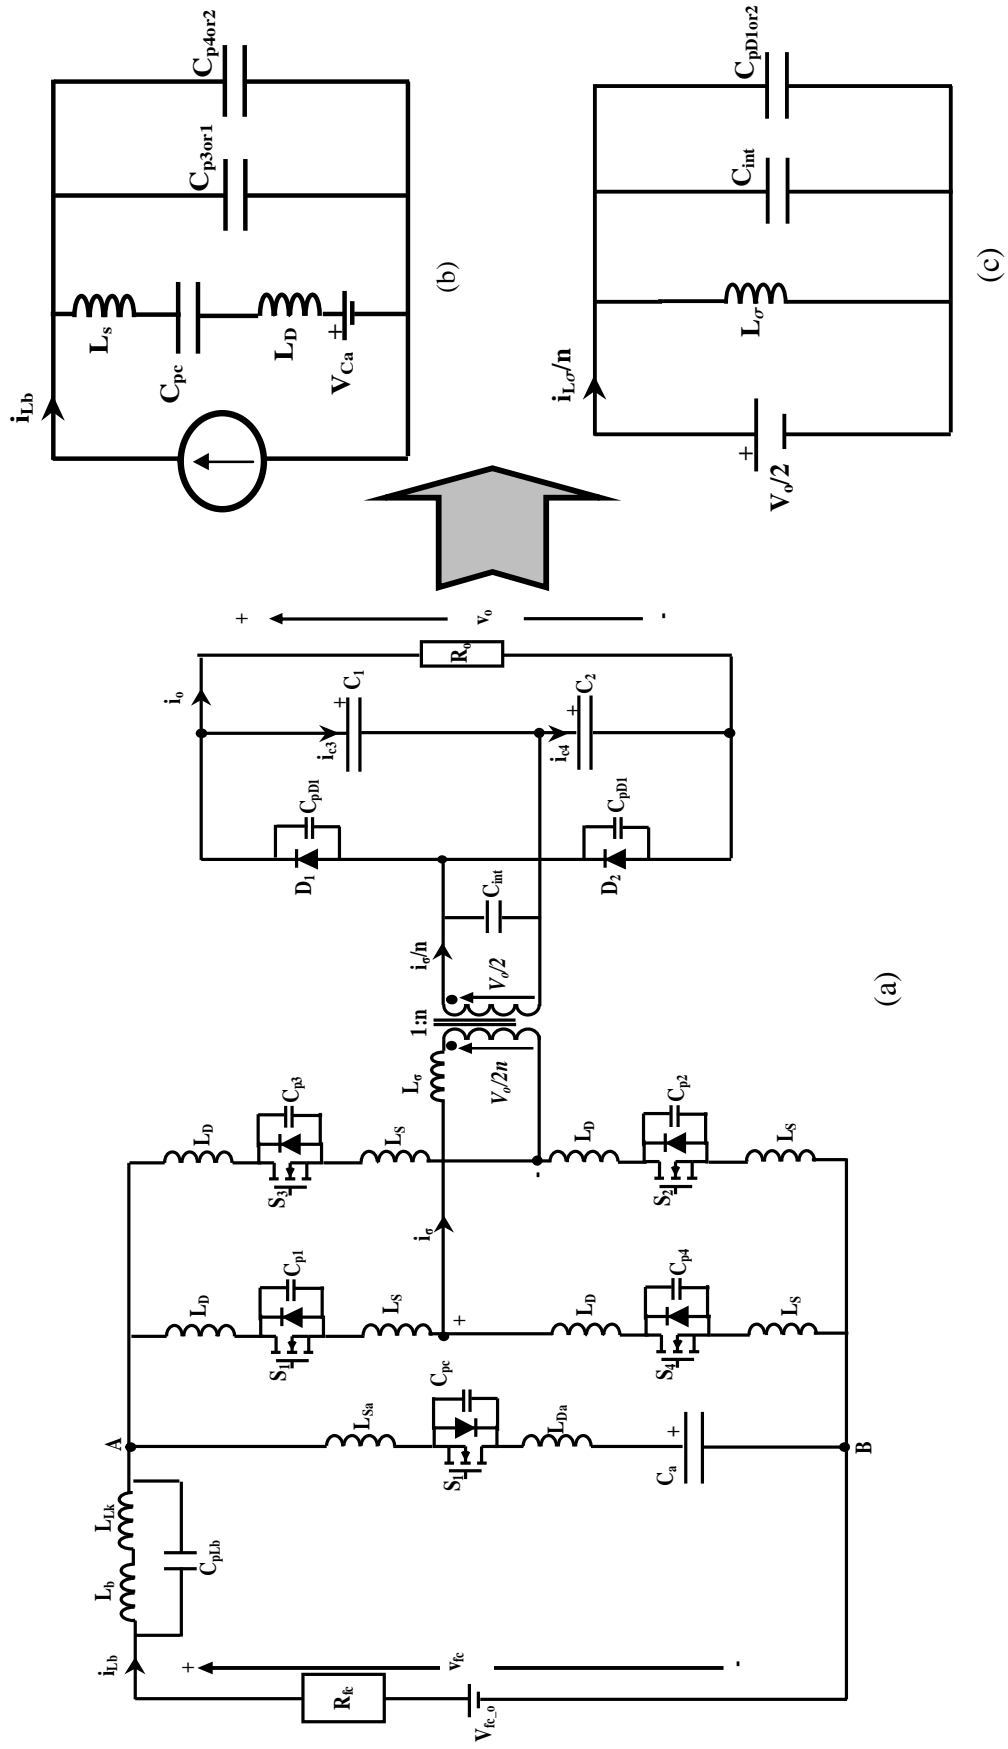 i_Lb
L_b
L_Lk
C_pLb
A
+
R_fc
v_fc
-
V_fc_o
L_Sa
C_pc
S_1
L_Da
C_a
+
B
L_D
C_p1
S_1
L_S
+
i_σ
L_D
C_p4
S_4
L_S
L_D
C_p3
S_3
L_S
-
L_D
C_p2
S_2
L_S
L_σ
1:n
V_o/2n
V_o/2
i_σ/n
C_int
D_1
C_pD1
D_2
C_pD1
i_o
i_c3
+
C_1
i_c4
+
C_2
R_o
+
v_o
-
(a)
i_Lb
L_s
C_pc
L_D
+
V_Ca
C_p3or1
C_p4or2
(b)
i_Lσ/n
+
V_o/2
L_σ
C_int
C_pD1or2
(c)